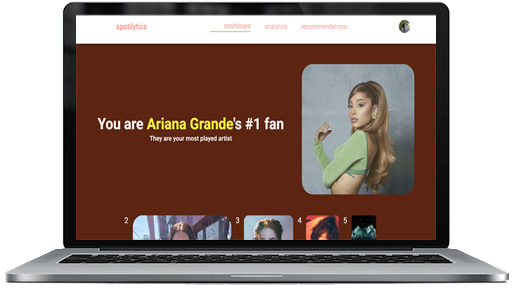 spotilytics
dashboard
analytics
recommendations
You are Ariana Grande's #1 fan
They are your most played artist
2
3
4
5